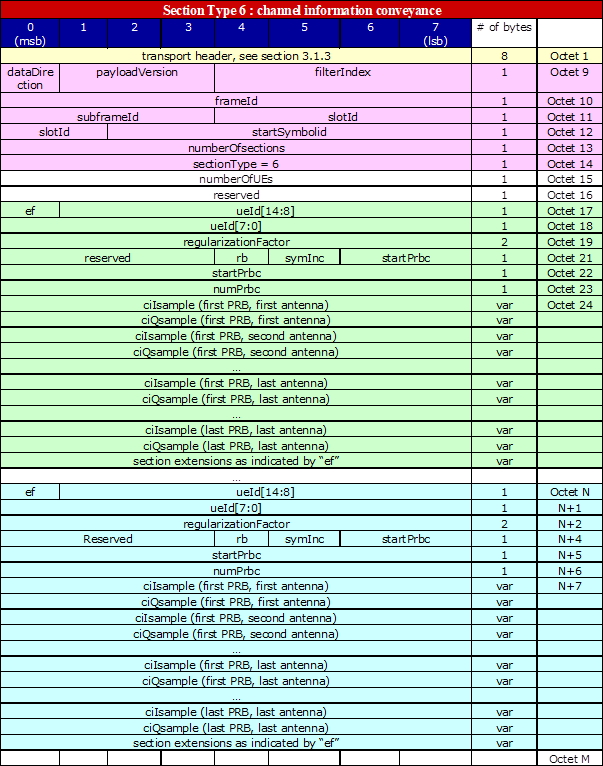 Section Type 6 : channel information conveyance
0 (msb) 1 2 3 4 5 6 7 (lsb) # of bytes
transport header, see section 3.1.3 8 Octet 1
dataDirection payloadVersion filterIndex 1 Octet 9
frameId 1 Octet 10
subframeId slotId 1 Octet 11
slotId startSymbolid 1 Octet 12
numberOfsections 1 Octet 13
sectionType = 6 1 Octet 14
numberOfUEs 1 Octet 15
reserved 1 Octet 16
ef ueId[14:8] 1 Octet 17
ueId[7:0] 1 Octet 18
regularizationFactor 2 Octet 19
reserved rb symInc startPrbc 1 Octet 21
startPrbc 1 Octet 22
numPrbc 1 Octet 23
ciIsample (first PRB, first antenna) var Octet 24
ciQsample (first PRB, first antenna) var
ciIsample (first PRB, second antenna) var
ciQsample (first PRB, second antenna) var
...
ciIsample (first PRB, last antenna) var
ciQsample (first PRB, last antenna) var
...
ciIsample (last PRB, last antenna) var
ciQsample (last PRB, last antenna) var
section extensions as indicated by “ef” var
...
ef ueId[14:8] 1 Octet N
ueId[7:0] 1 N+1
regularizationFactor 2 N+2
Reserved rb symInc startPrbc 1 N+4
startPrbc 1 N+5
numPrbc 1 N+6
ciIsample (first PRB, first antenna) var N+7
ciQsample (first PRB, first antenna) var
ciIsample (first PRB, second antenna) var
ciQsample (first PRB, second antenna) var
...
ciIsample (first PRB, last antenna) var
ciQsample (first PRB, last antenna) var
...
ciIsample (last PRB, last antenna) var
ciQsample (last PRB, last antenna) var
section extensions as indicated by “ef” var
Octet M